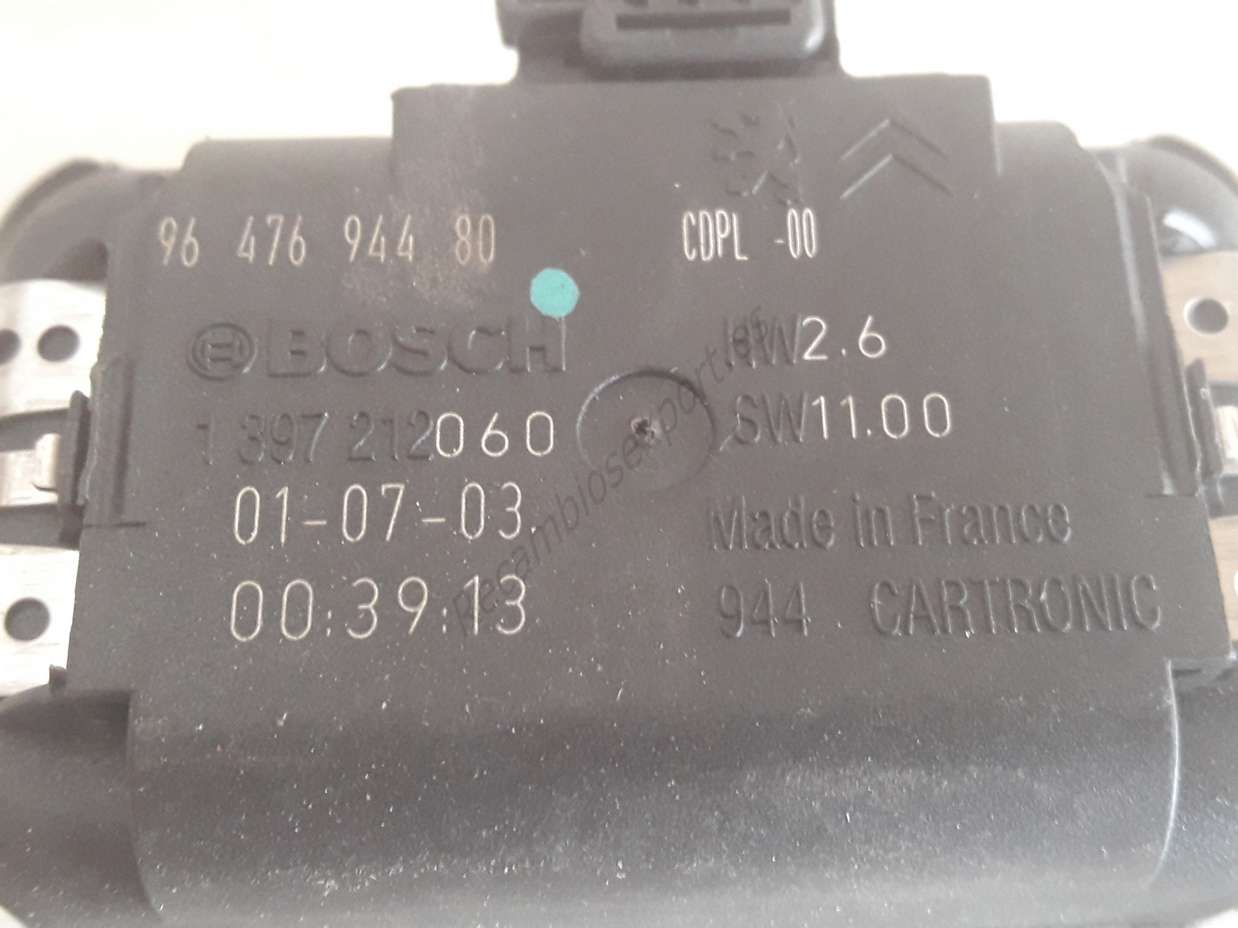 96 476 944 80 CDPL -00
BOSCH HW2.6
1 397 212060 SW11.00
01-07-03 Made in France
00:39:13 944 CARTRONIC